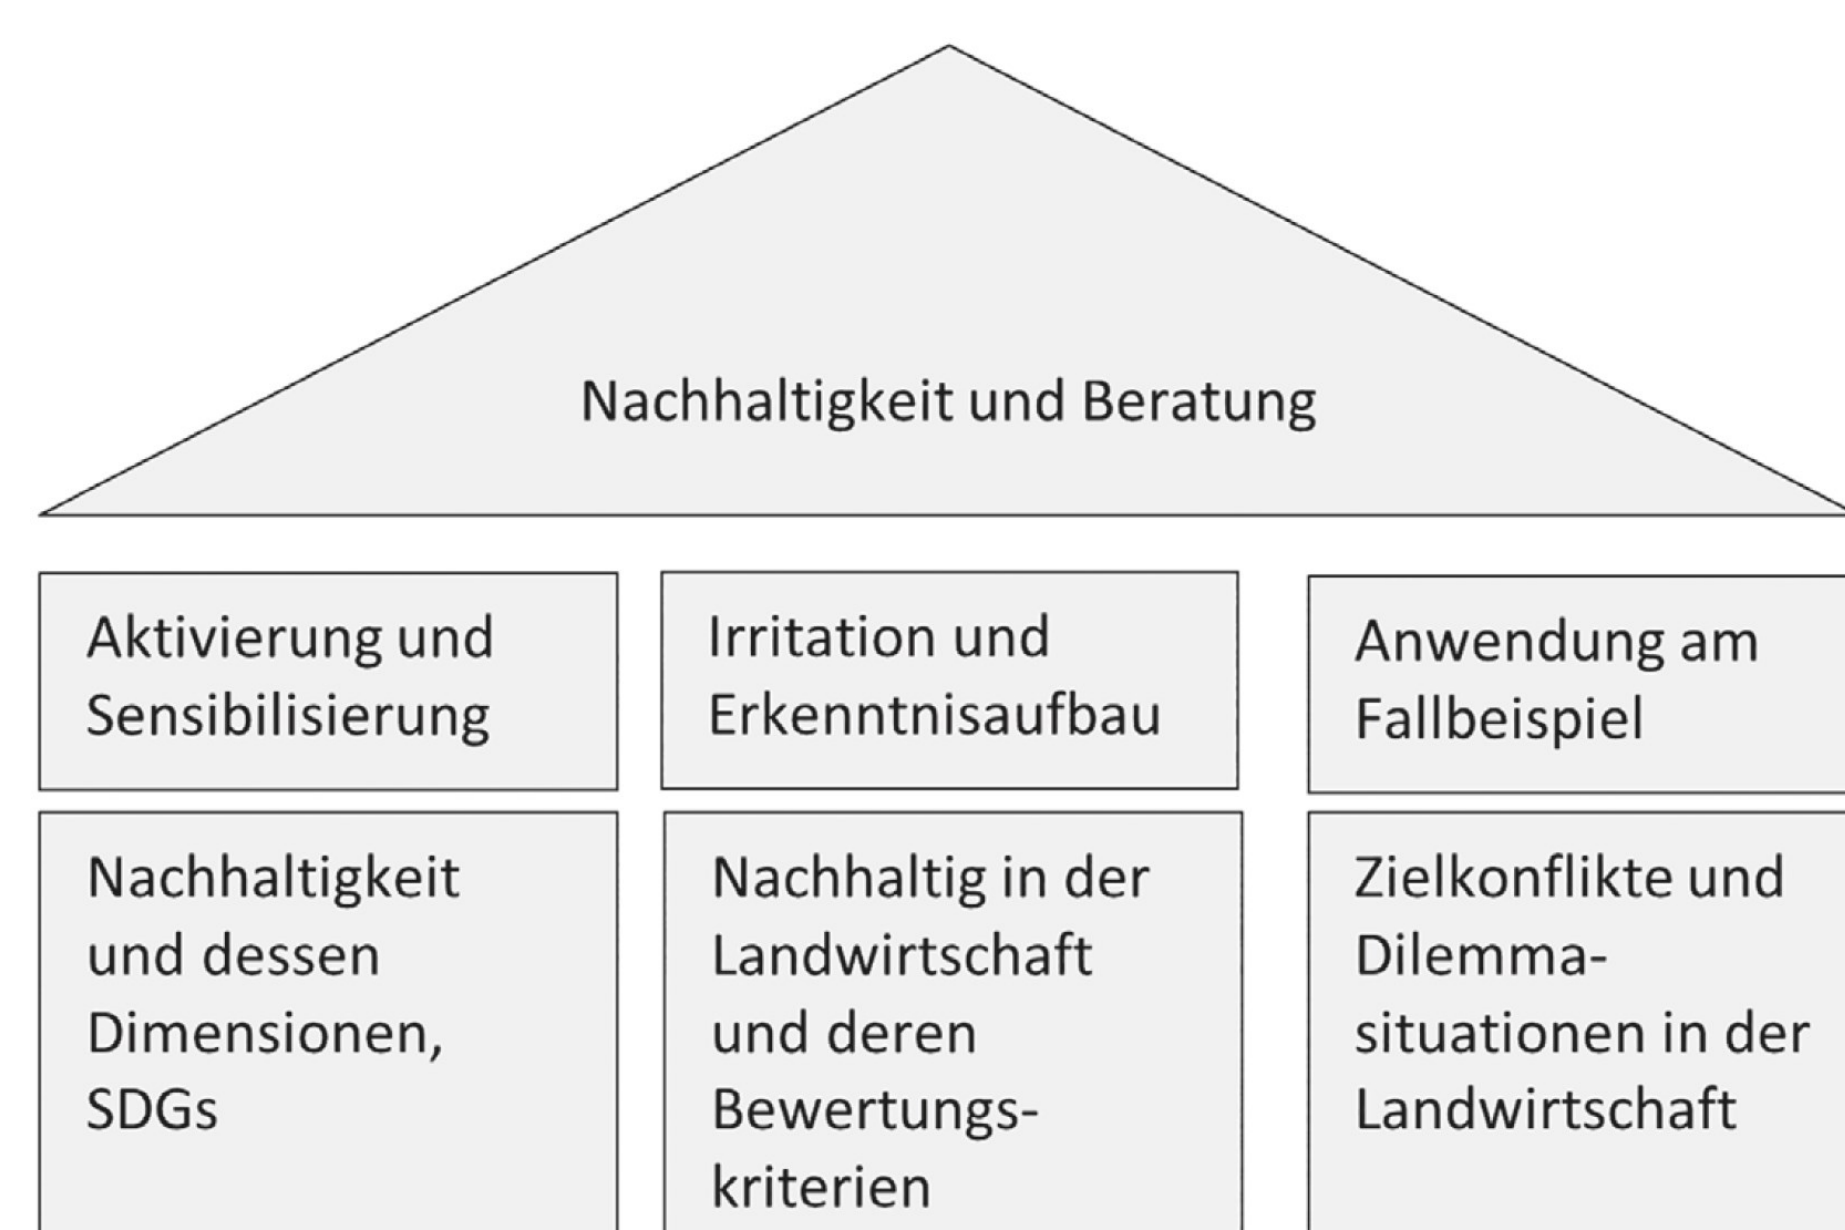 Nachhaltigkeit und Beratung
Aktivierung und
Sensibilisierung
Irritation und
Erkenntnisaufbau
Anwendung am
Fallbeispiel
Nachhaltigkeit
und dessen
Dimensionen,
SDGs
Nachhaltig in der
Landwirtschaft
und deren
Bewertungs-
kriterien
Zielkonflikte und
Dilemma-
situationen in der
Landwirtschaft